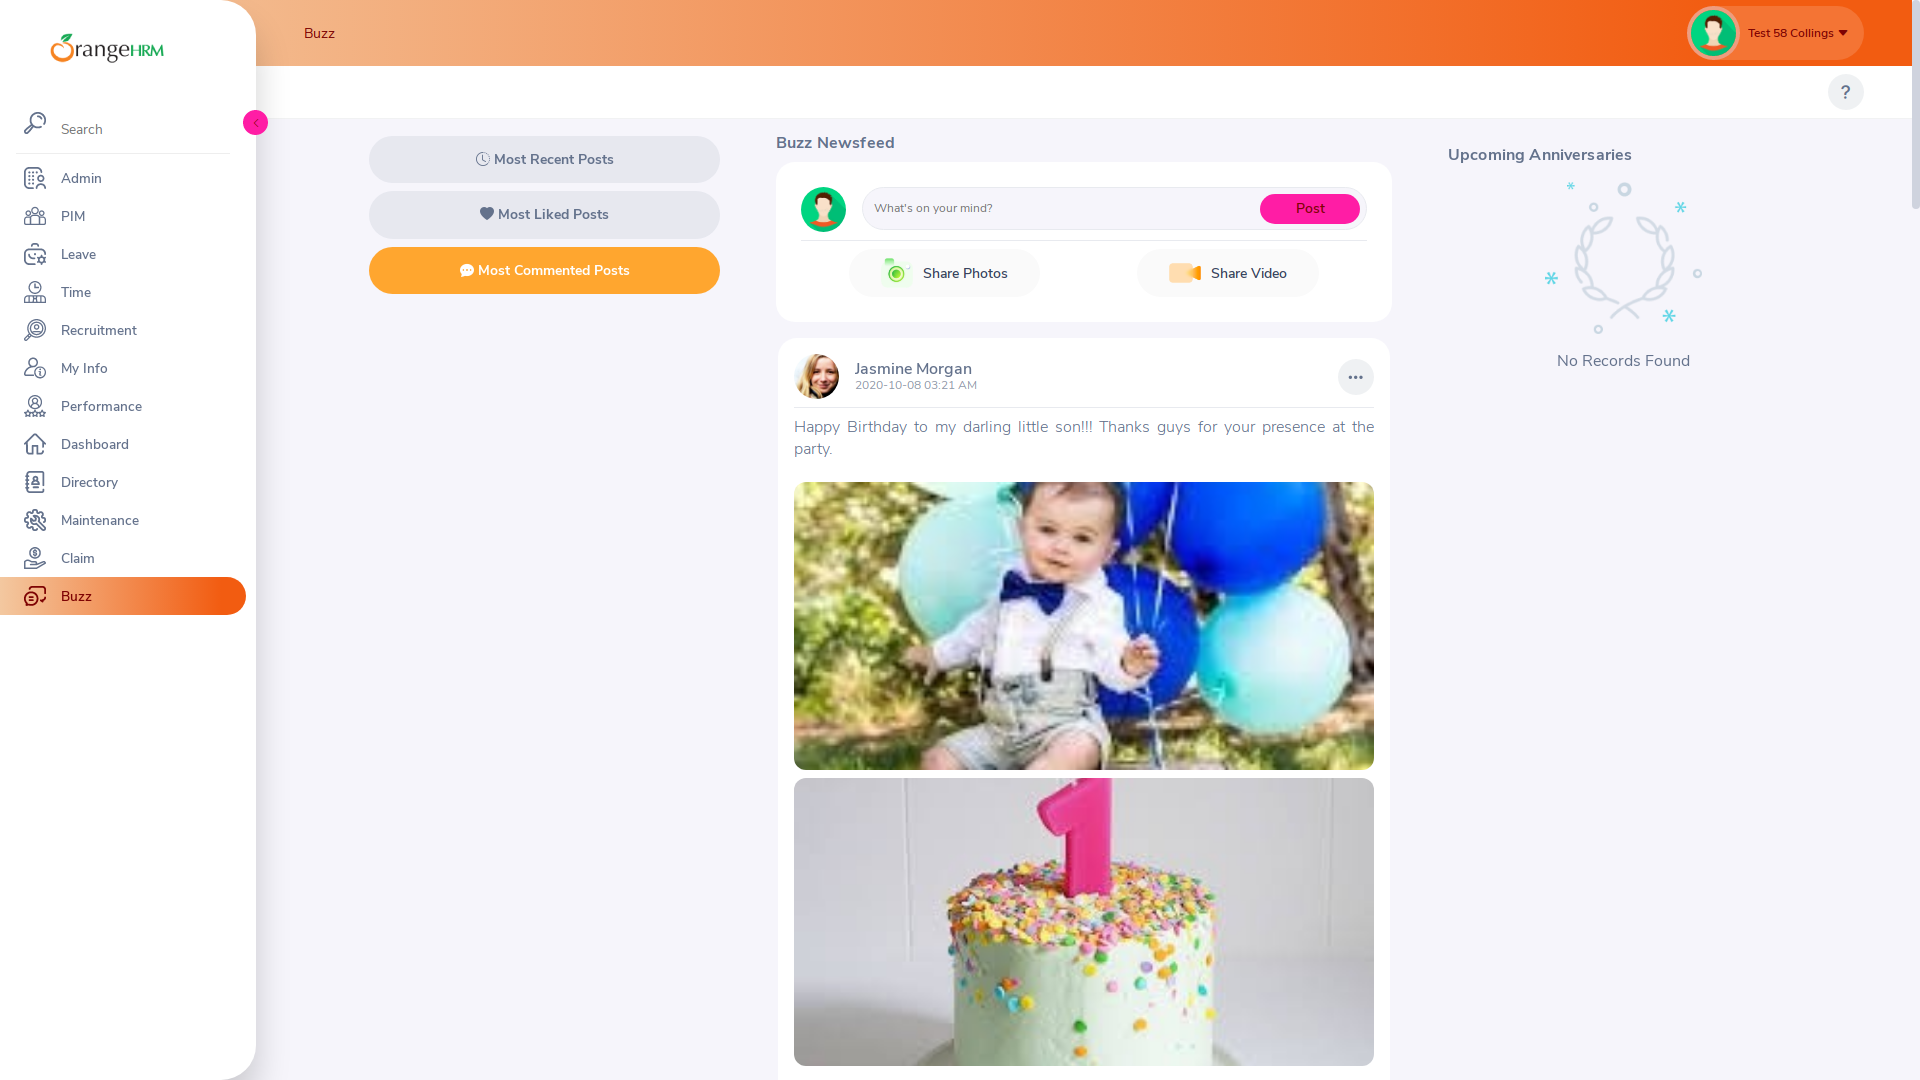 OrangeHRM
Search
Admin
PIM
Leave
Time
Recruitment
My Info
Performance
Dashboard
Directory
Maintenance
Claim
Buzz
Buzz
Test 58 Collings
?
Most Recent Posts
Most Liked Posts
Most Commented Posts
Buzz Newsfeed
What's on your mind?
Post
Share Photos
Share Video
Jasmine Morgan
2020-10-08 03:21 AM
Happy Birthday to my darling little son!!! Thanks guys for your presence at the
party.
1
Upcoming Anniversaries
No Records Found